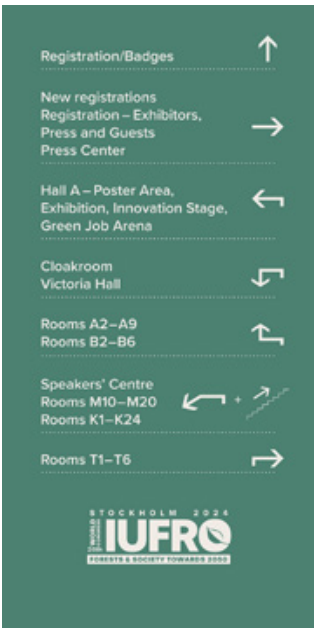 Registration/Badges
New registrations
Registration – Exhibitors,
Press and Guests
Press Center
Hall A – Poster Area,
Exhibition, Innovation Stage,
Green Job Arena
Cloakroom
Victoria Hall
Rooms A2–A9
Rooms B2–B6
Speakers' Centre
Rooms M10–M20
+
Rooms K1–K24
Rooms T1–T6
STOCKHOLM 2024
IUFRO
FORESTS & SOCIETY TOWARDS 2050